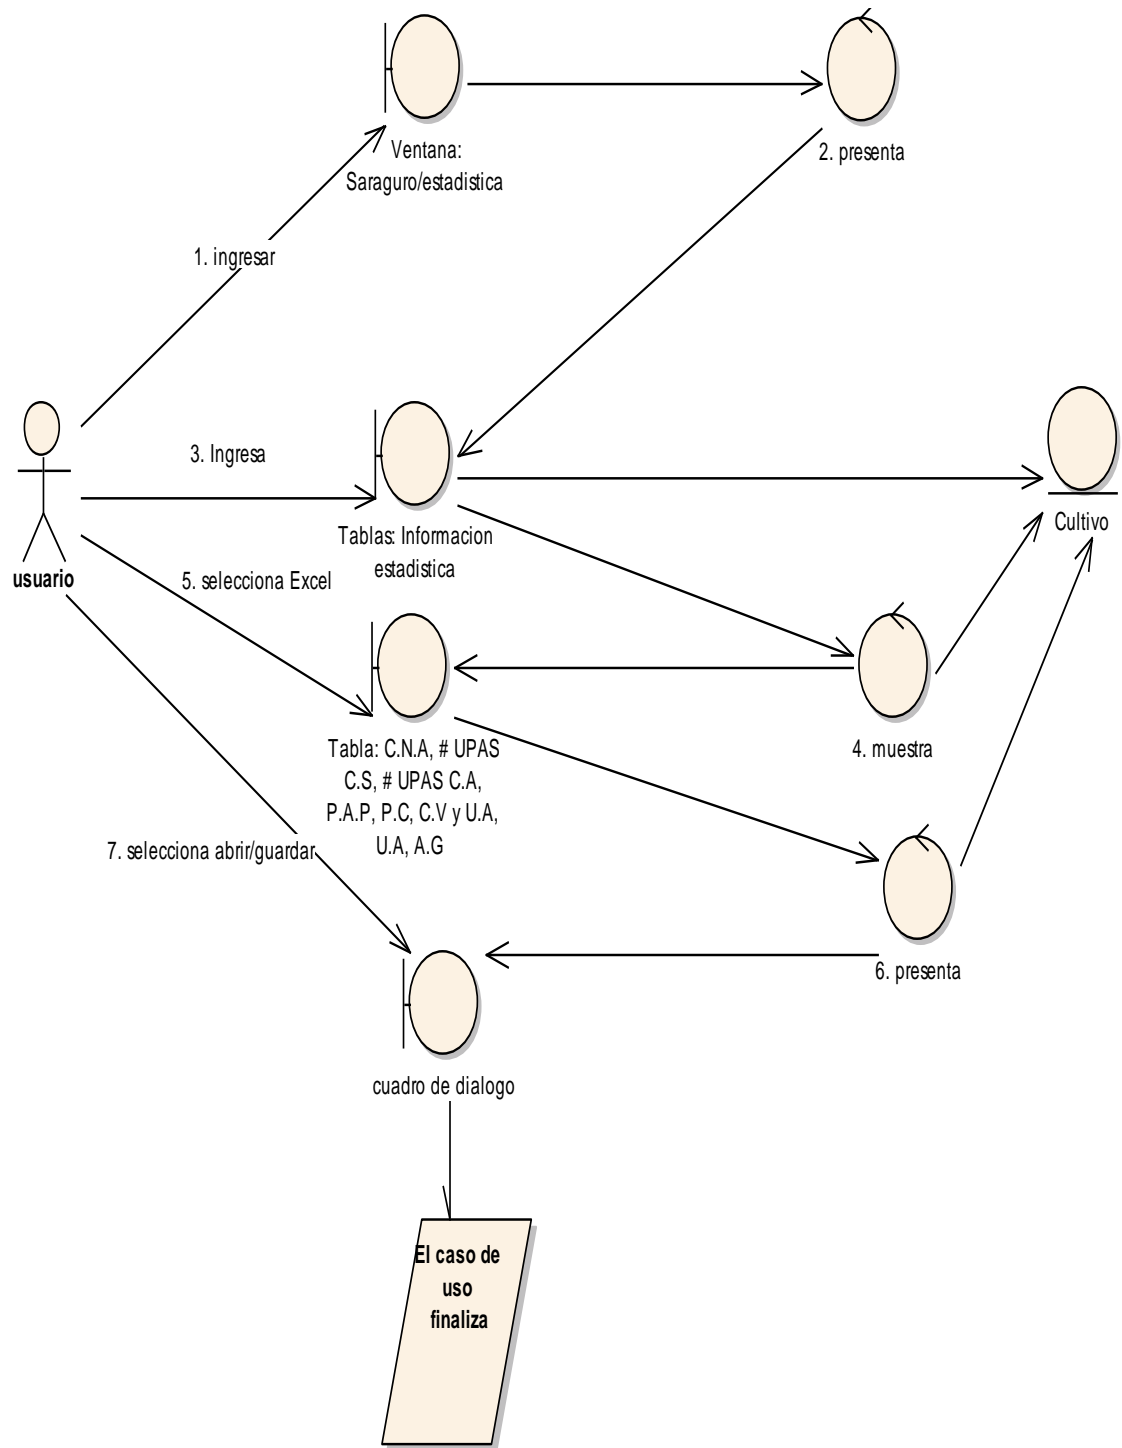 Ventana:
Saraguro/estadistica
2. presenta
1. ingresar
3. Ingresa
usuario
Tablas: Informacion
estadistica
Cultivo
5. selecciona Excel
Tabla: C.N.A, # UPAS
C.S, # UPAS C.A,
P.A.P, P.C, C.V y U.A,
U.A, A.G
4. muestra
7. selecciona abrir/guardar
6. presenta
cuadro de dialogo
El caso de
uso
finaliza